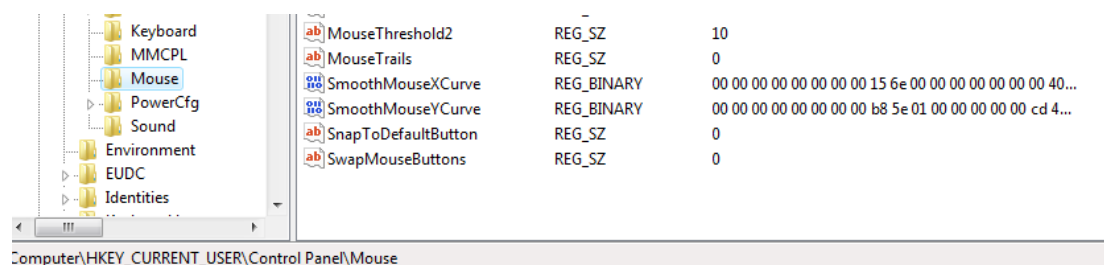 Keyboard
MMCPL
Mouse
PowerCfg
Sound
Environment
EUDC
Identities
MouseThreshold2 REG_SZ 10
MouseTrails REG_SZ 0
SmoothMouseXCurve REG_BINARY 00 00 00 00 00 00 00 00 15 6e 00 00 00 00 00 00 40...
SmoothMouseYCurve REG_BINARY 00 00 00 00 00 00 00 00 b8 5e 01 00 00 00 00 00 cd 4...
SnapToDefaultButton REG_SZ 0
SwapMouseButtons REG_SZ 0
Computer\HKEY_CURRENT_USER\Control Panel\Mouse